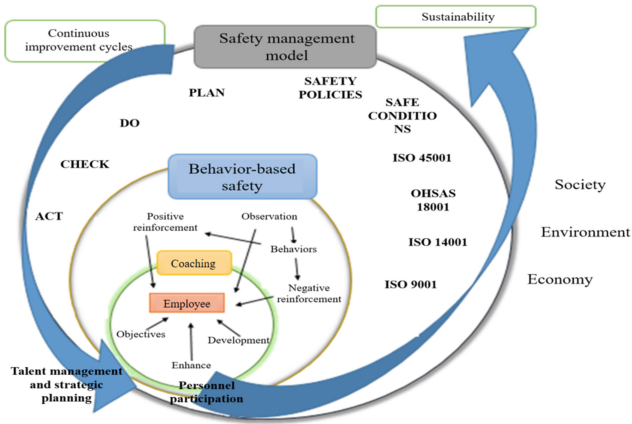 Continuous
improvement cycles
Safety management
model
Sustainability
PLAN
SAFETY
POLICIES
DO
SAFE
CONDITIO
NS
CHECK
ISO 45001
Behavior-based
safety
OHSAS
18001
Society
ACT
Positive
reinforcement
Observation
Behaviors
ISO 14001
Environment
Coaching
Negative
reinforcement
ISO 9001
Economy
Employee
Objectives
Development
Enhance
Talent management
and strategic
planning
Personnel
participation